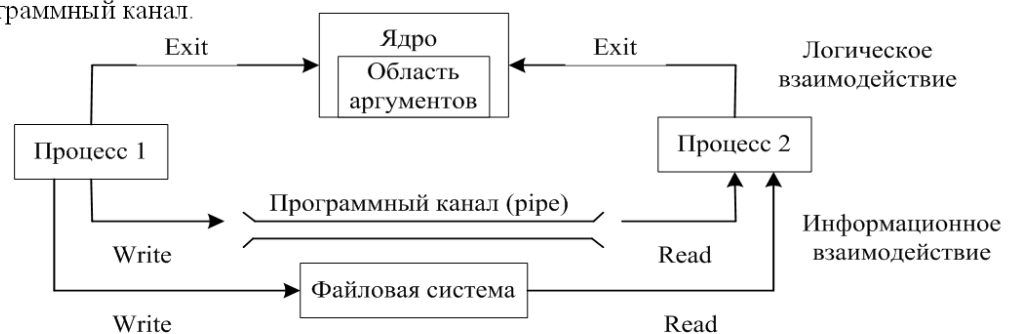 канал.
Exit
Ядро
Exit
Область
аргументов
Логическое
взаимодействие
Процесс 1
Процесс 2
Программный канал (pipe)
Write
Read
Информационное
взаимодействие
Файловая система
Write
Read